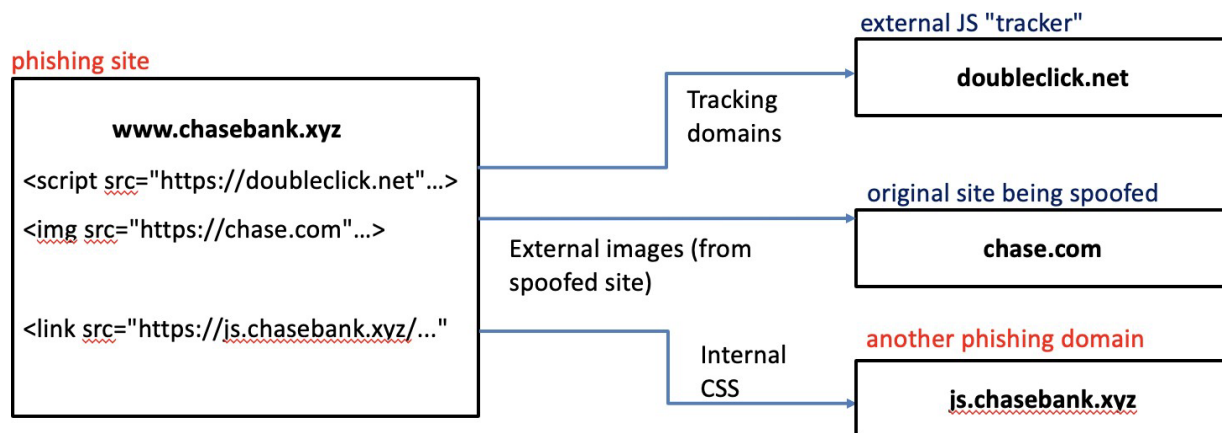 external JS "tracker"
phishing site
doubleclick.net
www.chasebank.xyz
Tracking
domains
<script src="https://doubleclick.net"...>
original site being spoofed
<img src="https://chase.com"...>
External images (from
spoofed site)
chase.com
<link src="https://js.chasebank.xyz/..."
another phishing domain
Internal
CSS
js.chasebank.xyz